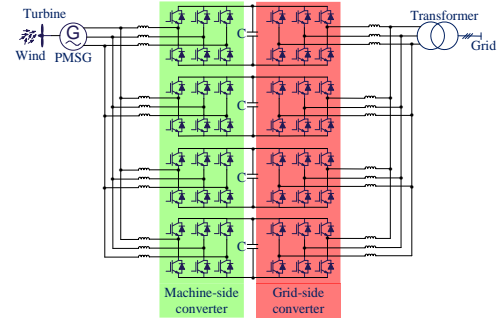 Turbine
Transformer
G
C
Wind
PMSG
Grid
C
C
C
Machine-side
converter
Grid-side
converter